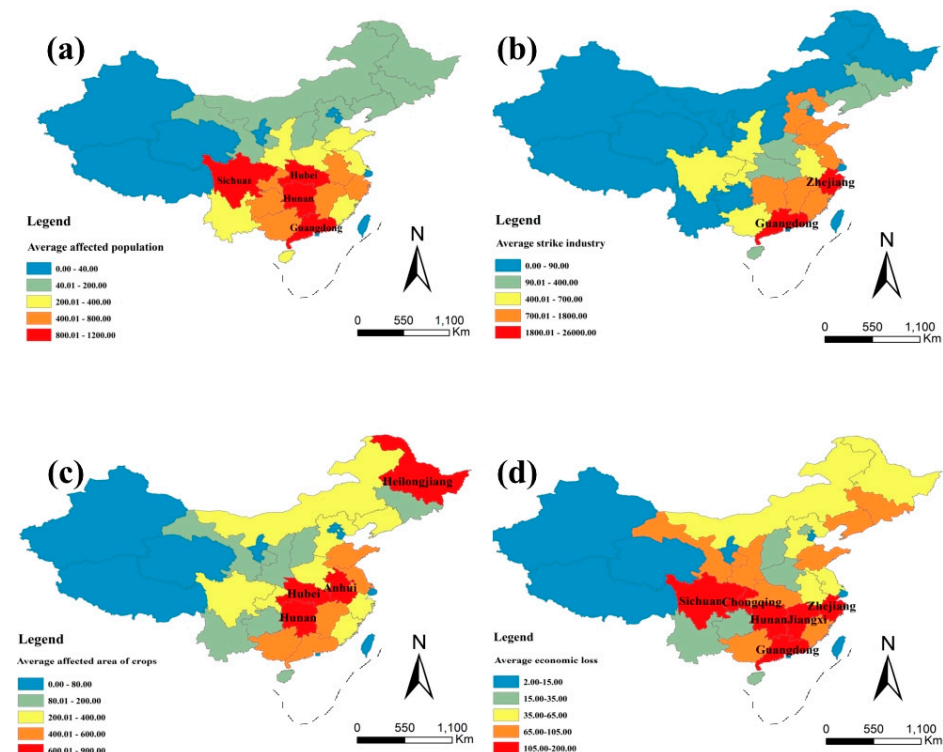 (a)
Sichuan
Hubei
Hunan
Guangdong
Legend
Average affected population
0.00 - 40.00
40.01 - 200.00
200.01 - 400.00
400.01 - 800.00
800.01 - 1200.00
N
0 550 1,100
Km
(b)
Zhejiang
Guangdong
Legend
Average strike industry
0.00 - 90.00
90.01 - 400.00
400.01 - 700.00
700.01 - 1800.00
1800.01 - 26000.00
N
0 550 1,100
Km
(c)
Heilongjiang
Hubei
Anhui
Hunan
Legend
Average affected area of crops
0.00 - 80.00
80.01 - 200.00
200.01 - 400.00
400.01 - 600.00
600.01 - 900.00
N
0 550 1,100
Km
(d)
Sichuan Chongqing
Zhejiang
Hunan Jiangxi
Guangdong
Legend
Average economic loss
2.00-15.00
15.00-35.00
35.00-65.00
65.00-105.00
105.00-200.00
N
0 550 1,100
Km